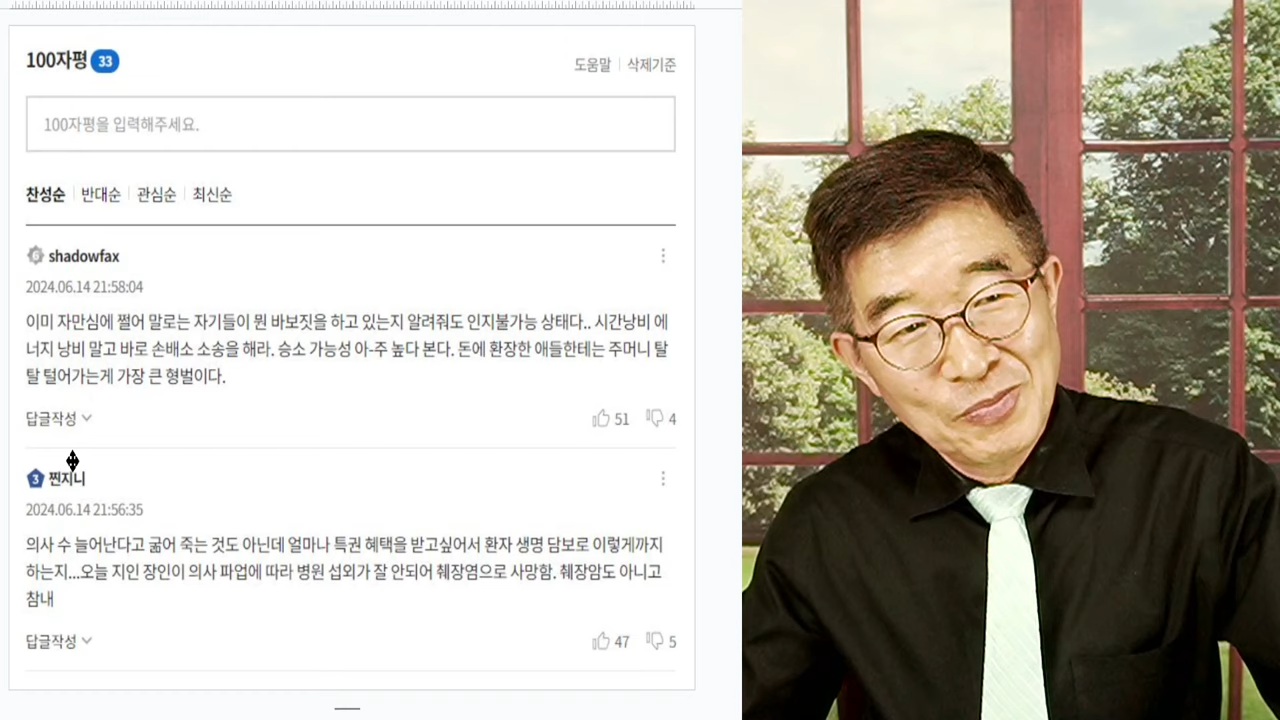 100자평 33
도움말 | 삭제기준
100자평을 입력해주세요.
찬성순 | 반대순 | 관심순 | 최신순
6 shadowfax
2024.06.14 21:58:04
이미 자만심에 쩔어 말로는 자기들이 뭔 바보짓을 하고 있는지 알려줘도 인지불가능 상태다.. 시간낭비 에
너지 낭비 말고 바로 손배소 소송을 해라. 승소 가능성 아-주 높다 본다. 돈에 환장한 애들한테는 주머니 탈
탈 털어가는게 가장 큰 형벌이다.
답글작성
51 4
3 찐지니
2024.06.14 21:56:35
의사 수 늘어난다고 굶어 죽는 것도 아닌데 얼마나 특권 혜택을 받고싶어서 환자 생명 담보로 이렇게까지
하는지...오늘 지인 장인이 의사 파업에 따라 병원 섭외가 잘 안되어 췌장염으로 사망함. 췌장암도 아니고
참내
답글작성
47 5